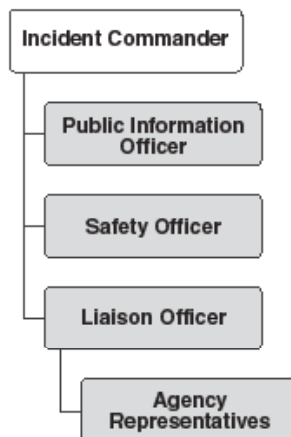 Incident Commander
Public Information
Officer
Safety Officer
Liaison Officer
Agency
Representatives